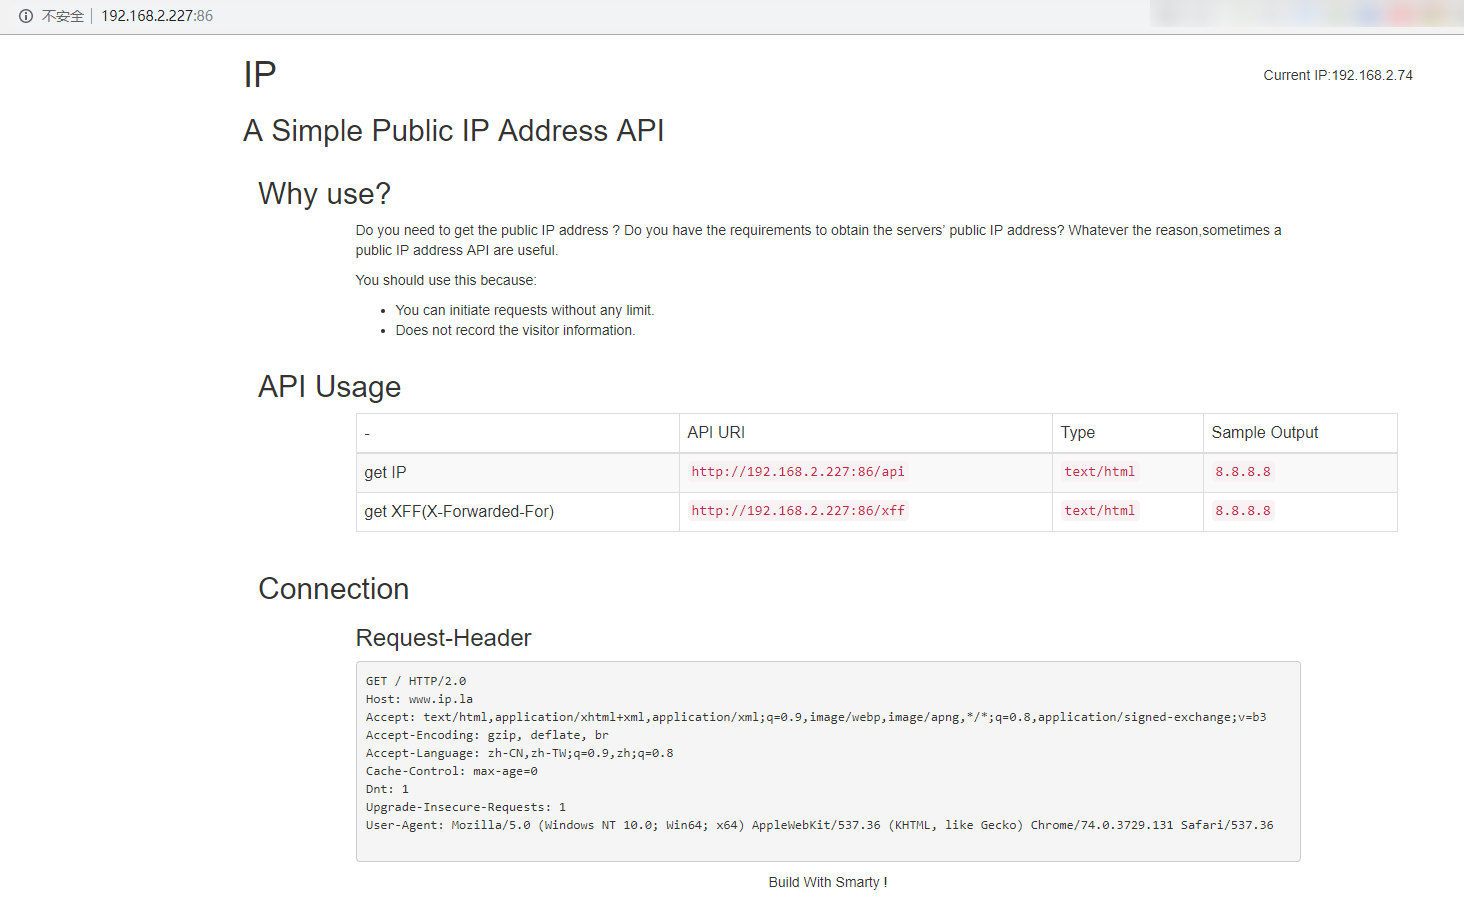 不安全 192.168.2.227:86
IP
Current IP:192.168.2.74
A Simple Public IP Address API
Why use?
Do you need to get the public IP address ? Do you have the requirements to obtain the servers’ public IP address? Whatever the reason,sometimes a
public IP address API are useful.
You should use this because:
• You can initiate requests without any limit.
• Does not record the visitor information.
API Usage
- API URI Type Sample Output
get IP http://192.168.2.227:86/api text/html 8.8.8.8
get XFF(X-Forwarded-For) http://192.168.2.227:86/xff text/html 8.8.8.8
Connection
Request-Header
GET / HTTP/2.0
Host: www.ip.la
Accept: text/html,application/xhtml+xml,application/xml;q=0.9,image/webp,image/apng,*/*;q=0.8,application/signed-exchange;v=b3
Accept-Encoding: gzip, deflate, br
Accept-Language: zh-CN,zh-TW;q=0.9,zh;q=0.8
Cache-Control: max-age=0
Dnt: 1
Upgrade-Insecure-Requests: 1
User-Agent: Mozilla/5.0 (Windows NT 10.0; Win64; x64) AppleWebKit/537.36 (KHTML, like Gecko) Chrome/74.0.3729.131 Safari/537.36
Build With Smarty !